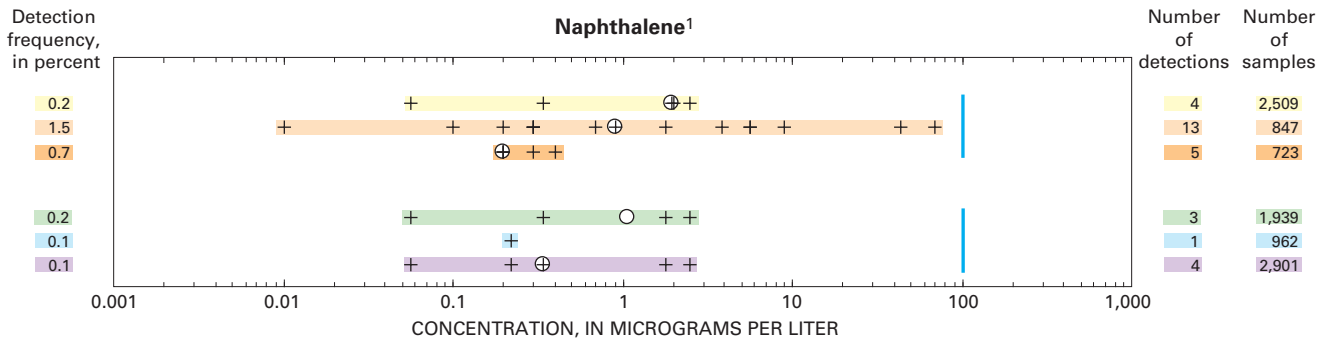 Naphthalene1
Detection
frequency,
in percent
Number
of
detections
Number
of
samples
0.2 4 2,509
1.5 13 847
0.7 5 723
0.2 3 1,939
0.1 1 962
0.1 4 2,901
0.001 0.01 0.1 1 10 100 1,000
CONCENTRATION, IN MICROGRAMS PER LITER